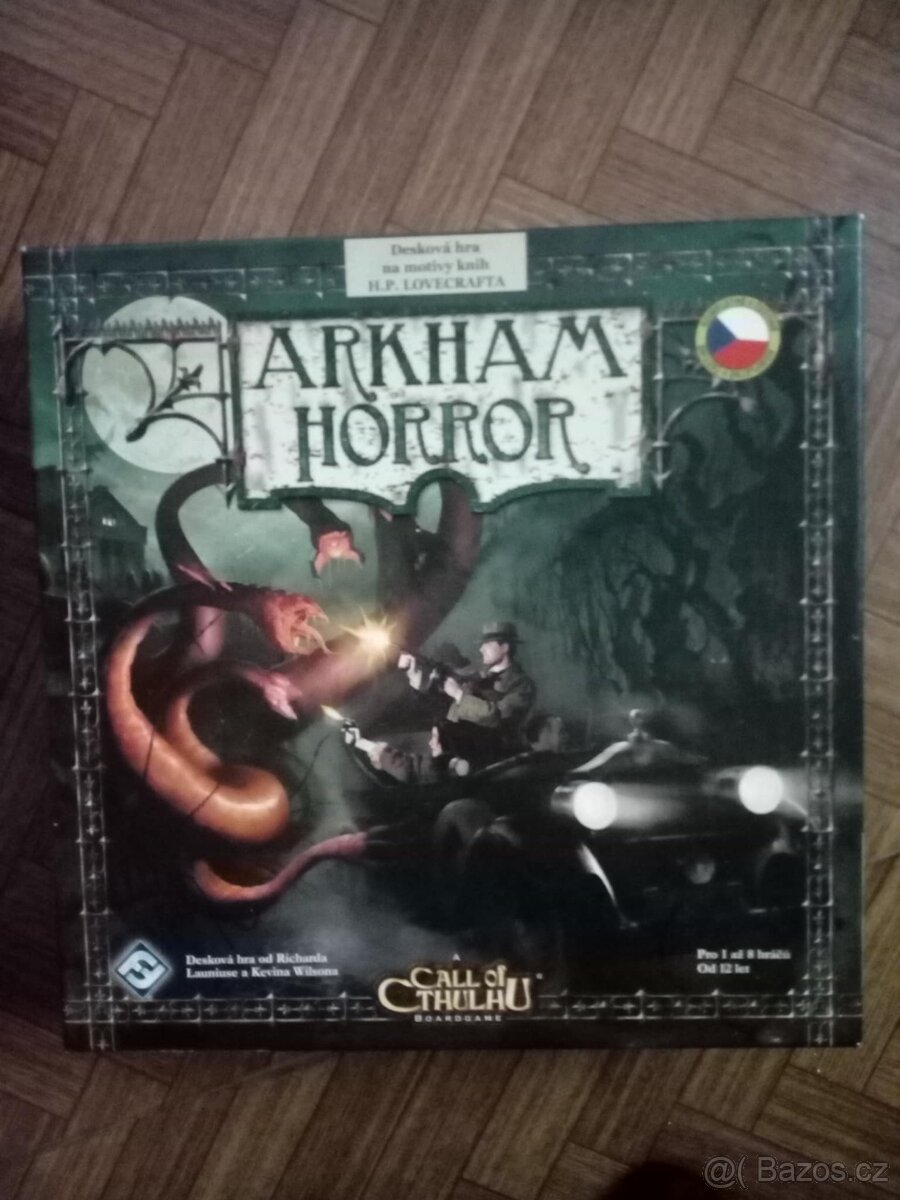 Desková hra
na motivy knih
H.P. LOVECRAFTA
ARKHAM
HORROR
Desková hra od Richarda
Launiuse a Kevina Wilsona
A
CALL OF
CTHULHU®
BOARDGAME
Pro 1 až 8 hráčů
Od 12 let
@( Bazos.cz